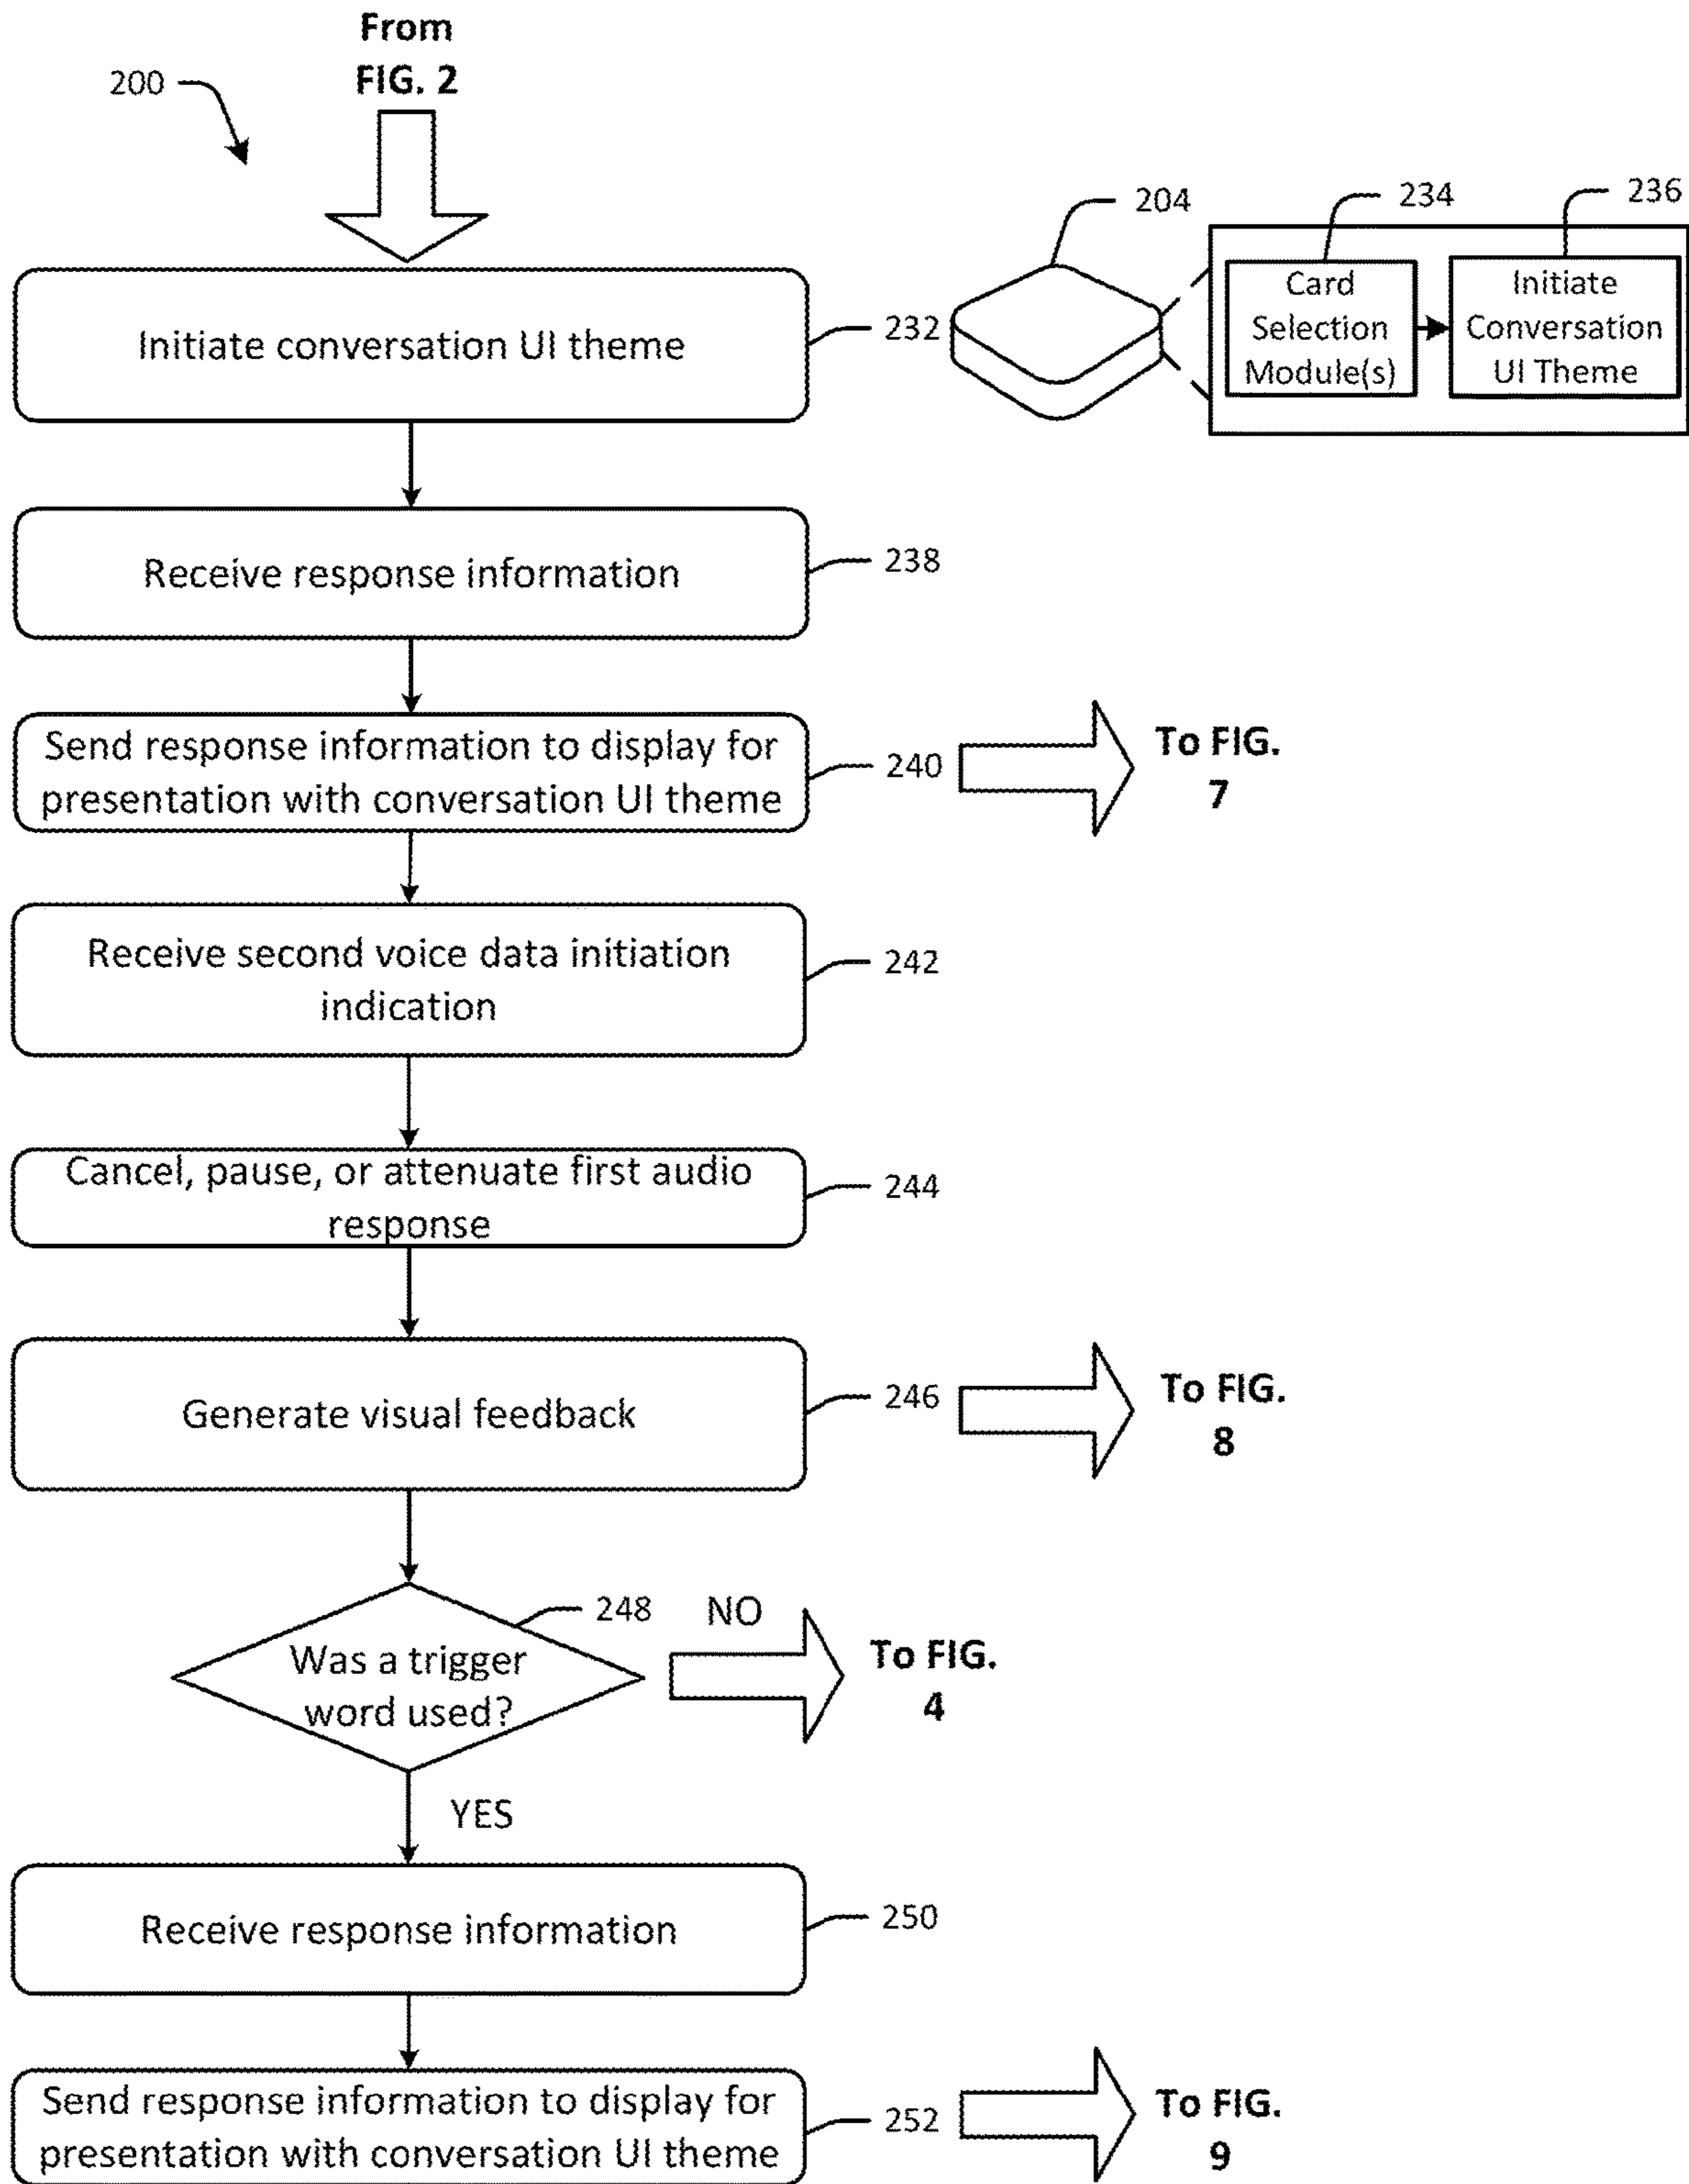 From
FIG. 2
200
204
234
236
Card
Selection
Module(s)
Initiate
Conversation
UI Theme
Initiate conversation UI theme
232
Receive response information
238
Send response information to display for
presentation with conversation UI theme
240
To FIG.
7
Receive second voice data initiation
indication
242
Cancel, pause, or attenuate first audio
response
244
Generate visual feedback
246
To FIG.
8
248
Was a trigger
word used?
NO
To FIG.
4
YES
Receive response information
250
Send response information to display for
presentation with conversation UI theme
252
To FIG.
9